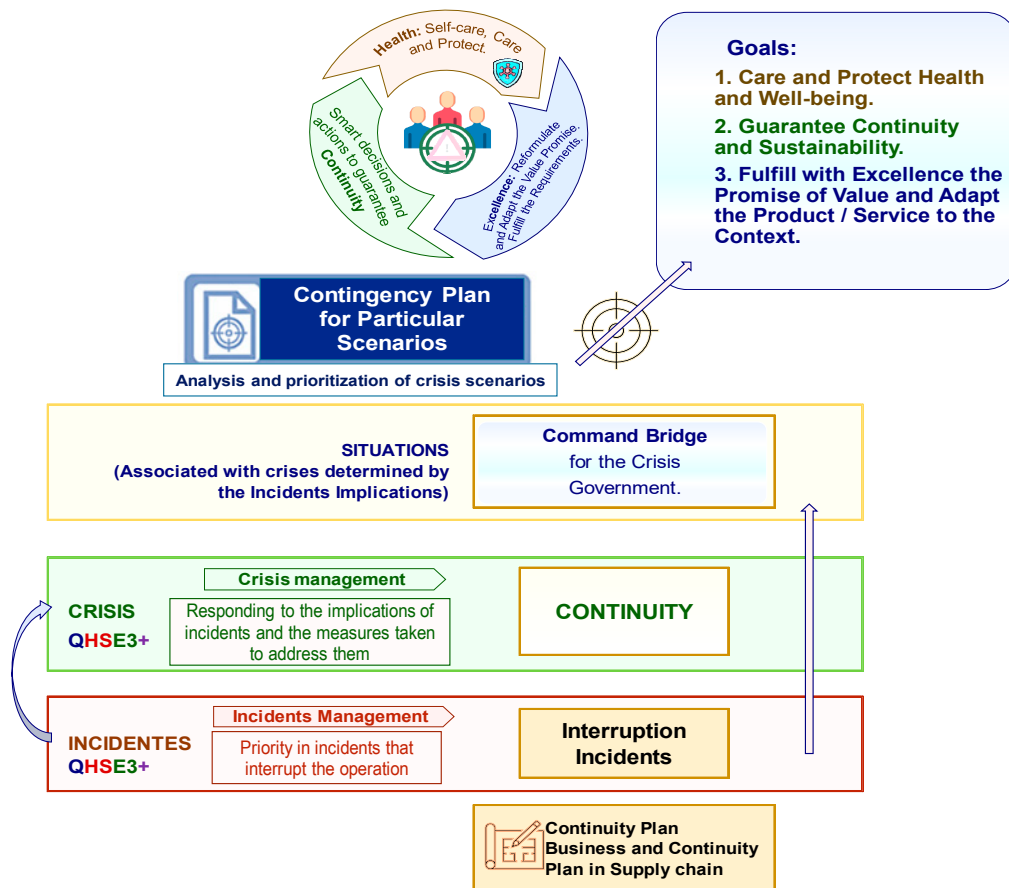 Health: Self-care, Care
and Protect.
Smart decisions and
actions to guarantee
Continuity
Excellence: Reformulate
and Adapt the Value Promise.
Fulfill the Requirements.
Goals:
1. Care and Protect Health
and Well-being.
2. Guarantee Continuity
and Sustainability.
3. Fulfill with Excellence the
Promise of Value and Adapt
the Product / Service to the
Context.
Contingency Plan
for Particular
Scenarios
Analysis and prioritization of crisis scenarios
SITUATIONS
(Associated with crises determined by
the Incidents Implications)
Command Bridge
for the Crisis
Government.
Crisis management
CRISIS
QHSE3+
Responding to the implications of
incidents and the measures taken
to address them
CONTINUITY
Incidents Management
INCIDENTES
QHSE3+
Priority in incidents that
interrupt the operation
Interruption
Incidents
Continuity Plan
Business and Continuity
Plan in Supply chain